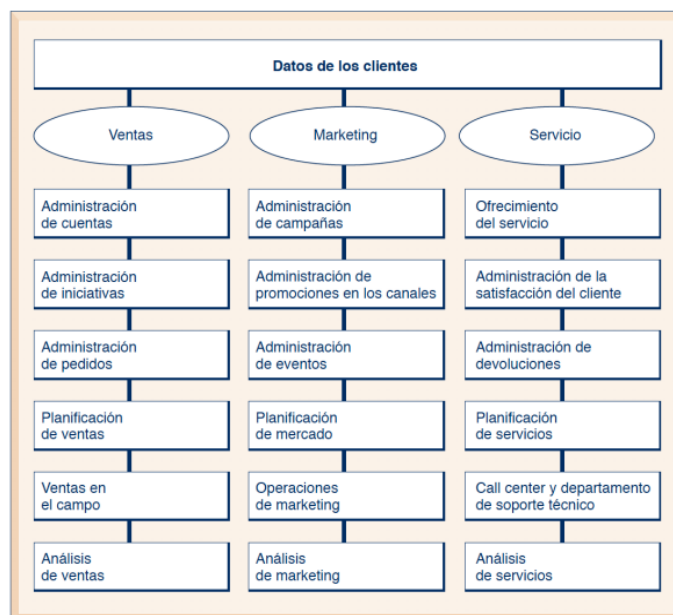 Datos de los clientes
Ventas
Marketing
Servicio
Administración
de cuentas
Administración
de campañas
Ofrecimiento
del servicio
Administración
de iniciativas
Administración de
promociones en los canales
Administración de la
satisfacción del cliente
Administración
de pedidos
Administración
de eventos
Administración de
devoluciones
Planificación
de ventas
Planificación
de mercado
Planificación
de servicios
Ventas en
el campo
Operaciones
de marketing
Call center y departamento
de soporte técnico
Análisis
de ventas
Análisis
de marketing
Análisis
de servicios